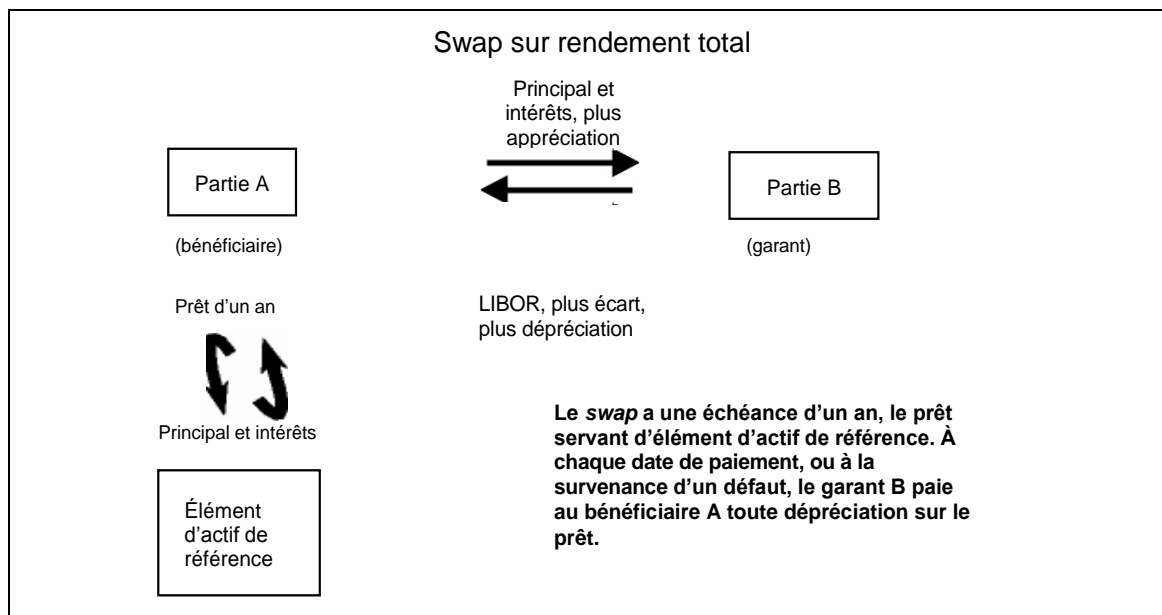 Swap sur rendement total
Principal et
intérêts, plus
appréciation
Partie A
Partie B
(bénéficiaire)
(garant)
Prêt d'un an
LIBOR, plus écart,
plus dépréciation
Principal et intérêts
Le swap a une échéance d'un an, le prêt
servant d'élément d'actif de référence. À
chaque date de paiement, ou à la
survenance d'un défaut, le garant B paie
au bénéficiaire A toute dépréciation sur le
prêt.
Élément
d'actif de
référence